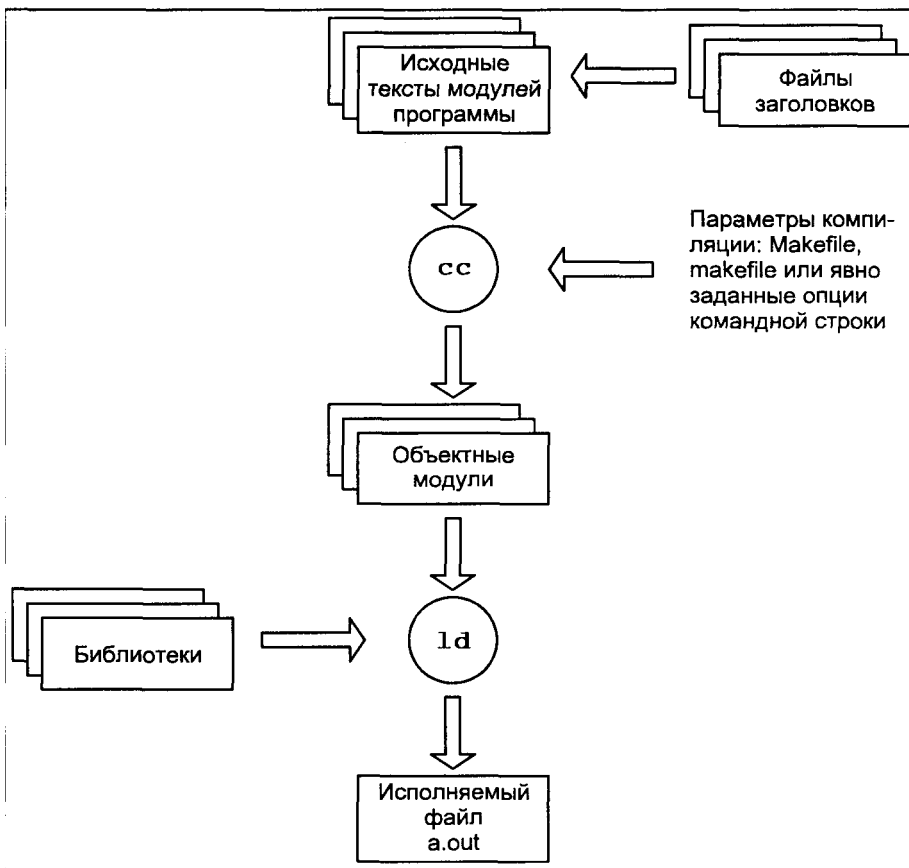 Исходные
тексты модулей
программы
Файлы
заголовков
cc
Параметры компи-
ляции: Makefile,
makefile или явно
заданные опции
командной строки
Объектные
модули
Библиотеки
ld
Исполняемый
файл
a.out